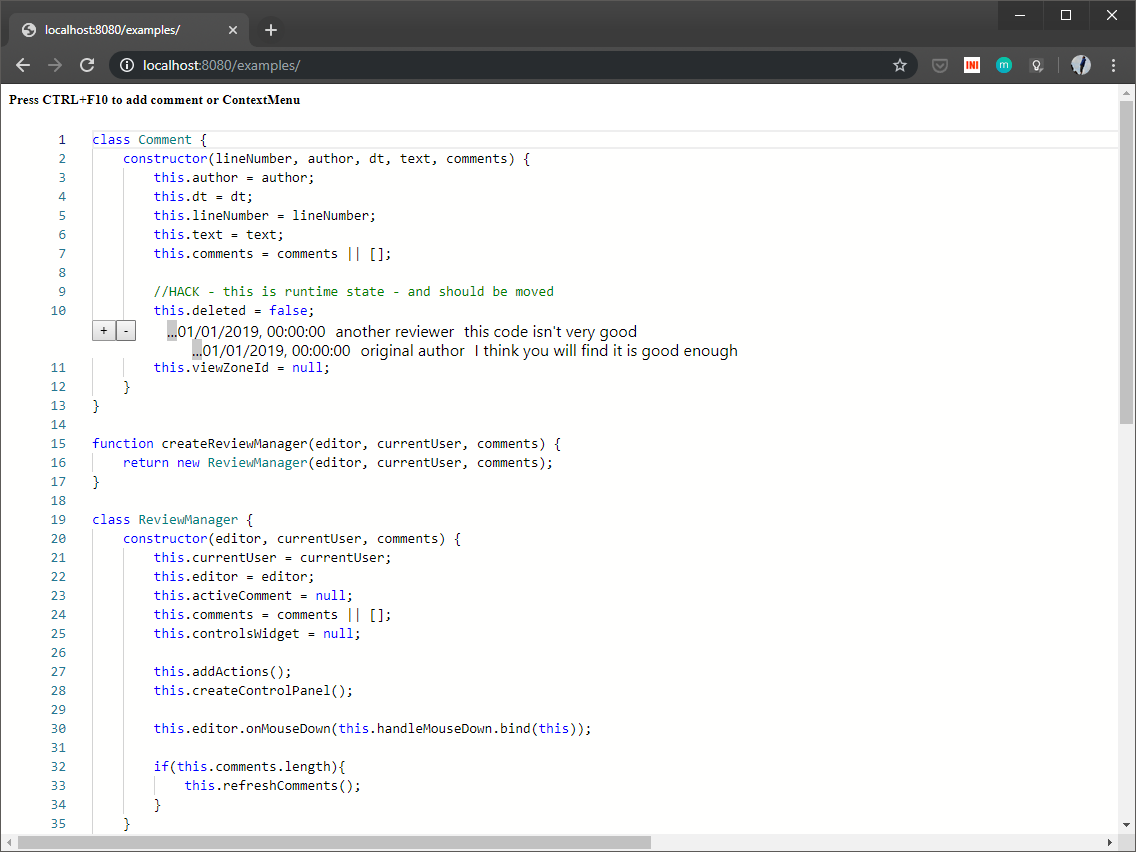 localhost:8080/examples/
localhost:8080/examples/
INI
m
Press CTRL+F10 to add comment or ContextMenu
1 class Comment {
2 constructor(lineNumber, author, dt, text, comments) {
3 this.author = author;
4 this.dt = dt;
5 this.lineNumber = lineNumber;
6 this.text = text;
7 this.comments = comments || [];
8
9 //HACK - this is runtime state - and should be moved
10 this.deleted = false;
+ - ...01/01/2019, 00:00:00 another reviewer this code isn't very good
...01/01/2019, 00:00:00 original author I think you will find it is good enough
11 this.viewZoneId = null;
12 }
13 }
14
15 function createReviewManager(editor, currentUser, comments) {
16 return new ReviewManager(editor, currentUser, comments);
17 }
18
19 class ReviewManager {
20 constructor(editor, currentUser, comments) {
21 this.currentUser = currentUser;
22 this.editor = editor;
23 this.activeComment = null;
24 this.comments = comments || [];
25 this.controlsWidget = null;
26
27 this.addActions();
28 this.createControlPanel();
29
30 this.editor.onMouseDown(this.handleMouseDown.bind(this));
31
32 if(this.comments.length){
33 this.refreshComments();
34 }
35 }